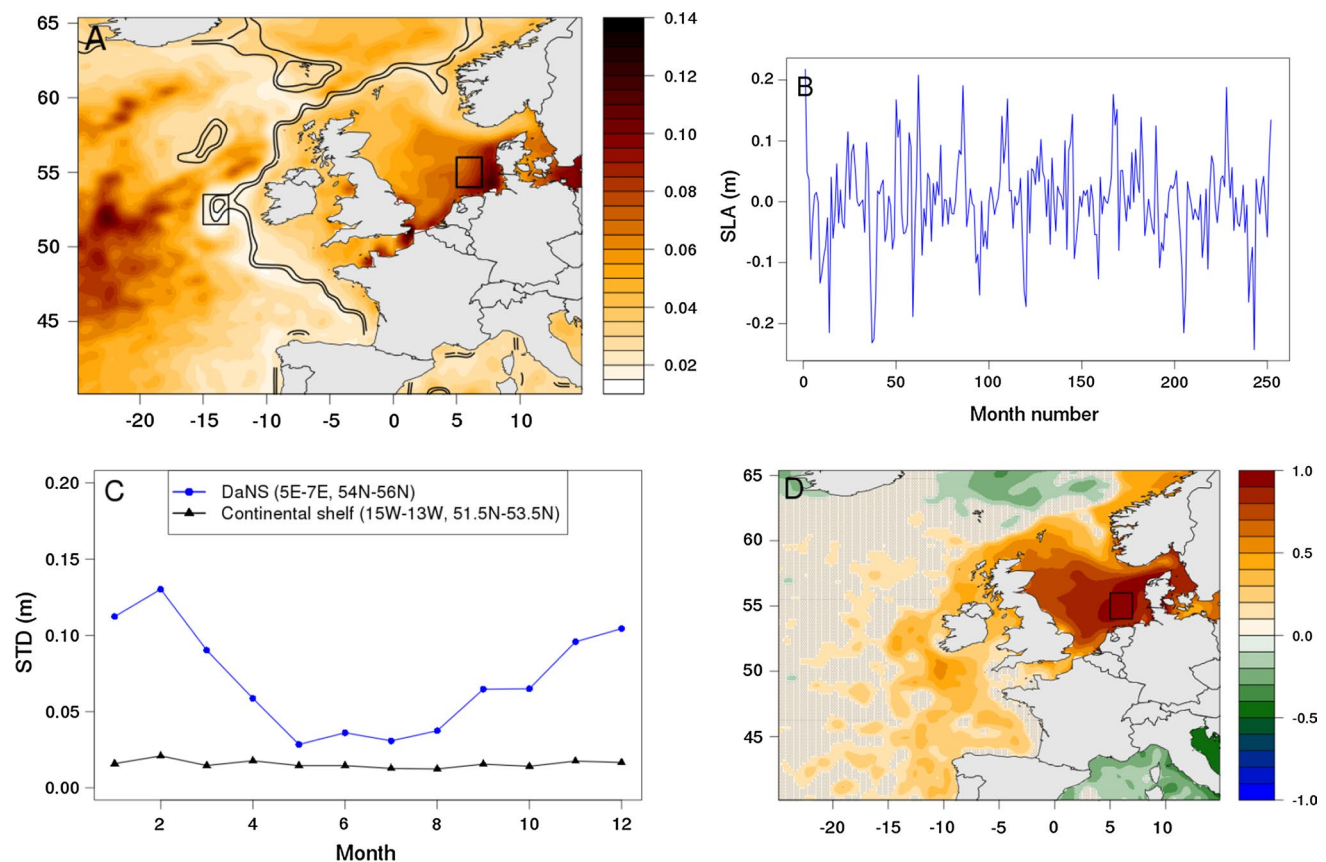 A
65
60
55
50
45
-20 -15 -10 -5 0 5 10
0.14
0.12
0.10
0.08
0.06
0.04
0.02
B
0.2
0.1
0.0
-0.1
-0.2
SLA (m)
0 50 100 150 200 250
Month number
C
DaNS (5E-7E, 54N-56N)
Continental shelf (15W-13W, 51.5N-53.5N)
0.20
0.15
0.10
0.05
0.00
STD (m)
2 4 6 8 10 12
Month
D
65
60
55
50
45
-20 -15 -10 -5 0 5 10
1.0
0.5
0.0
-0.5
-1.0